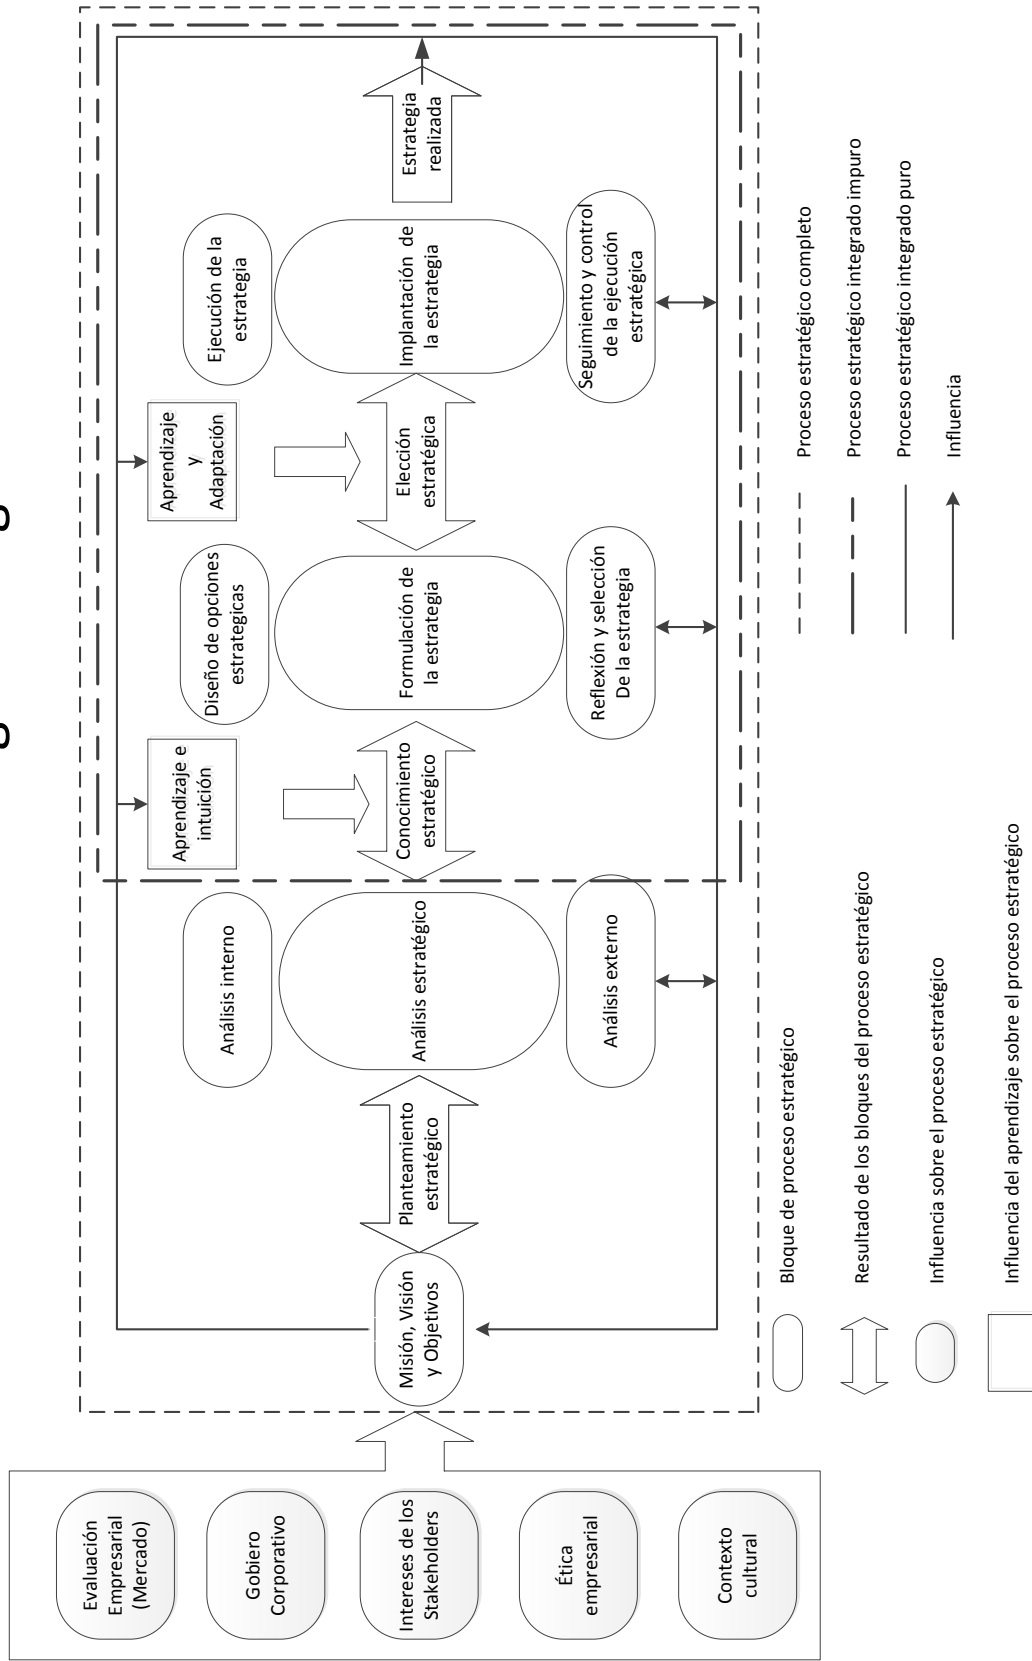 Evaluación
Empresarial
(Mercado)
Gobiero
Corporativo
Intereses de los
Stakeholders
Ética
empresarial
Contexto
cultural
Misión, Visión
y Objetivos
Planteamiento
estratégico
Análisis interno
Análisis estratégico
Análisis externo
Aprendizaje e
intuición
Conocimiento
estratégico
Diseño de opciones
estrategicas
Formulación de
la estrategia
Reflexión y selección
De la estrategia
Aprendizaje
y
Adaptación
Elección
estratégica
Ejecución de la
estrategia
Implantación de
la estrategia
Seguimiento y control
de la ejecución
estratégica
Estrategia
realizada
Bloque de proceso estratégico
Resultado de los bloques del proceso estratégico
Influencia sobre el proceso estratégico
Influencia del aprendizaje sobre el proceso estratégico
Proceso estratégico completo
Proceso estratégico integrado impuro
Proceso estratégico integrado puro
Influencia